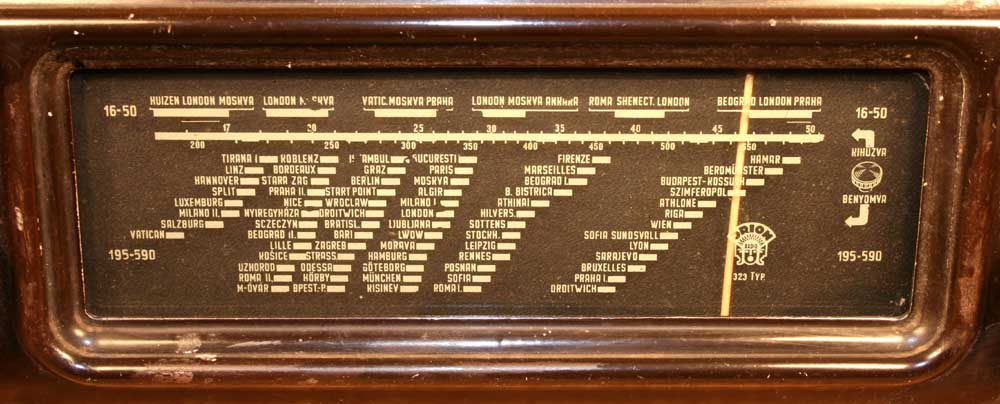 16-50 HUIZEN LONDON MOSKVA LONDON VATIC.MOSKVA PRAHA LONDON MOSKVA ANKARA ROMA SHENECT. LONDON BEOGRAD LONDON PRAHA 16-50
17 20 25 30 35 40 45 50
200 250 300 350 400 450 500 550
TIRANA I KOBLENZ FIRENZE HAMAR KIHUZVA
LINZ BORDEAUX GRAZ PARIS MARSEILLES BEROMÜNSTER
HANNOVER STARA ZAG BERLIN MOSKVA BEOGRAD I. BUDAPEST-KOSSUTH
SPLIT PRAHA II. START POINT ALGIR B. BISTRICA SZIMFEROPOL
LUXEMBURG NICE WROCLAW MILANO I ATHINAI ATHLONE BENYOMVA
MILANO II. NYIREGYHÁZA DROITWICH LONDON HILVERS. RIGA
SALZBURG SCZECZYN BRATISL. LJUBLJANA SOTTENS WIEN
VATICAN BEOGRAD II. BARI LWOW STOCKH. SOFIA SUNDSVALL ORION
LILLE ZAGREB MORAVA LEIPZIG LYON RADIO
195-590 KOŠICE STRASS HAMBURG RENNES SARAJEVO 195-590
UZHOROD ODESSA GÖTEBORG POSNAN BRUXELLES
ROMA II. HÖRBY MÜNCHEN SOFIA PRAHA I. 323 TYP.
M-ÓVÁR BPEST-P. KISINEV ROMA I. DROITWICH